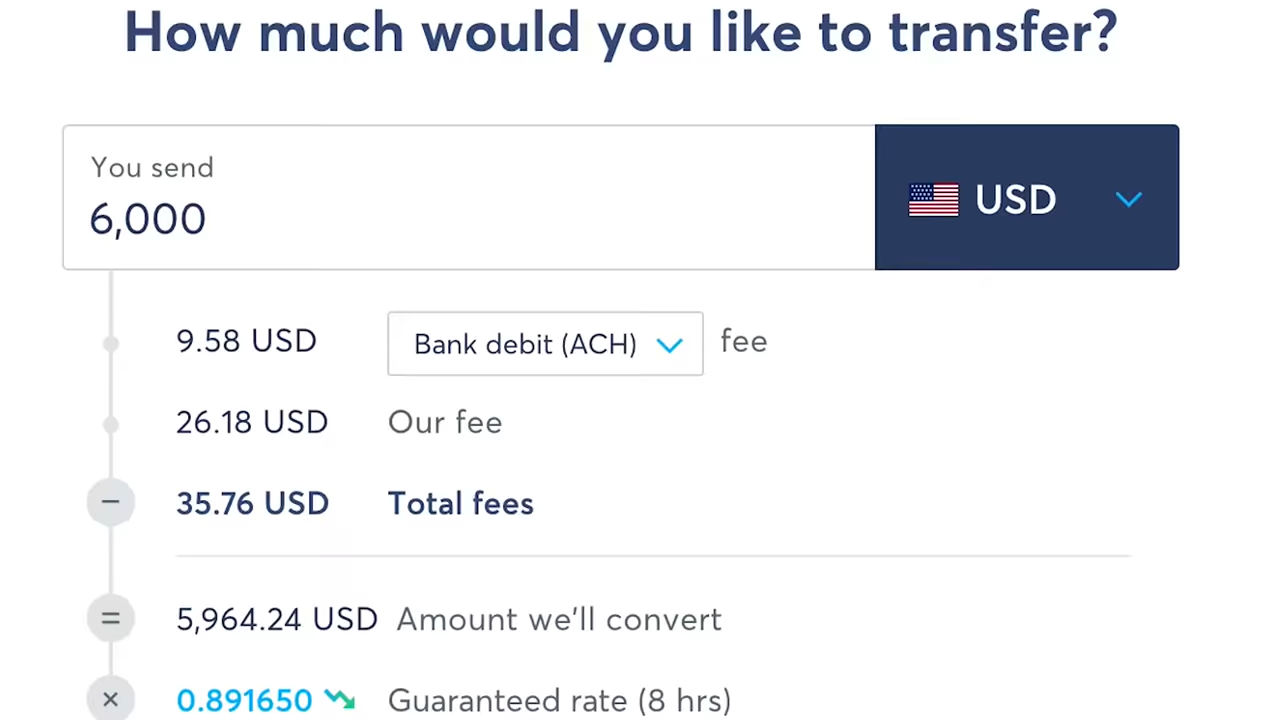 How much would you like to transfer?
You send
6,000
USD
9.58 USD Bank debit (ACH) fee
26.18 USD Our fee
− 35.76 USD Total fees
= 5,964.24 USD Amount we'll convert
× 0.891650 Guaranteed rate (8 hrs)